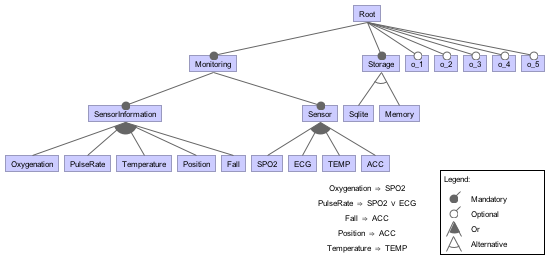 Root
Monitoring
Storage
o_1
o_2
o_3
o_4
o_5
SensorInformation
Sensor
Sqlite
Memory
Oxygenation
PulseRate
Temperature
Position
Fall
SPO2
ECG
TEMP
ACC
Oxygenation ⇒ SPO2
PulseRate ⇒ SPO2 ∨ ECG
Fall ⇒ ACC
Position ⇒ ACC
Temperature ⇒ TEMP
Legend:
Mandatory
Optional
Or
Alternative